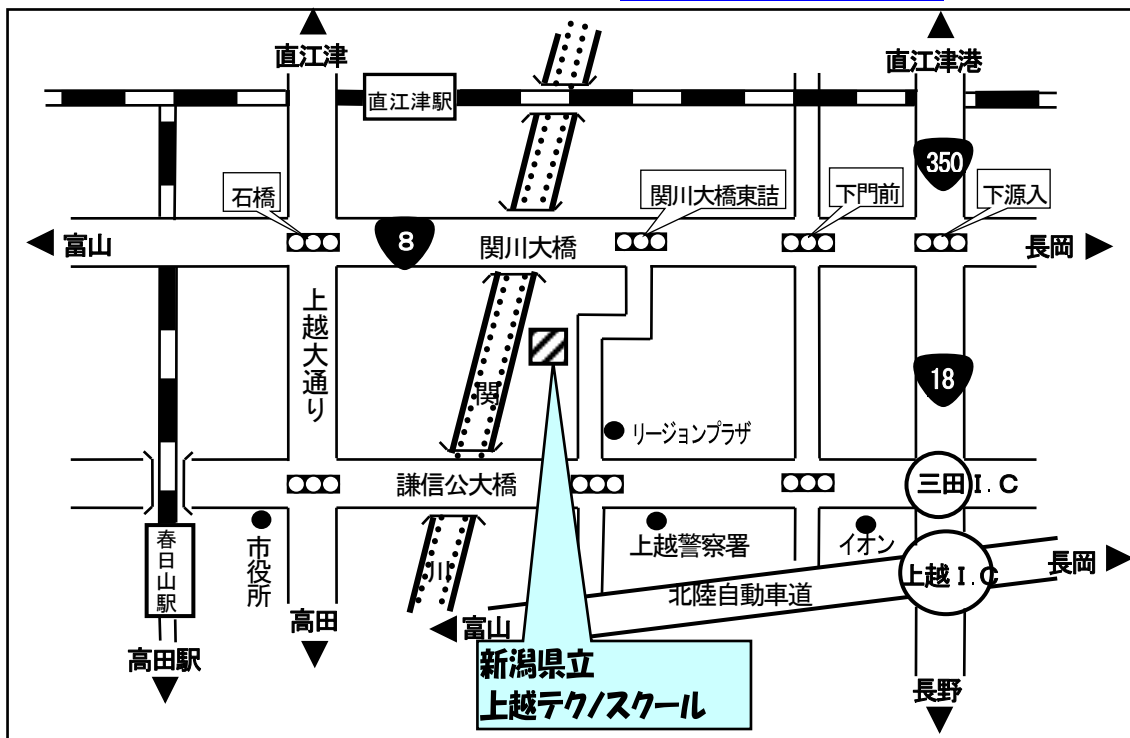 直江津
直江津港
直江津駅
350
石橋
関川大橋東詰
下門前
下源入
富山
8
関川大橋
長岡
上越大通り
18
関
リージョンプラザ
謙信公大橋
三田I.C
春日山駅
市役所
川
上越警察署
イオン
上越I.C
長岡
北陸自動車道
高田
富山
高田駅
新潟県立
上越テクノスクール
長野